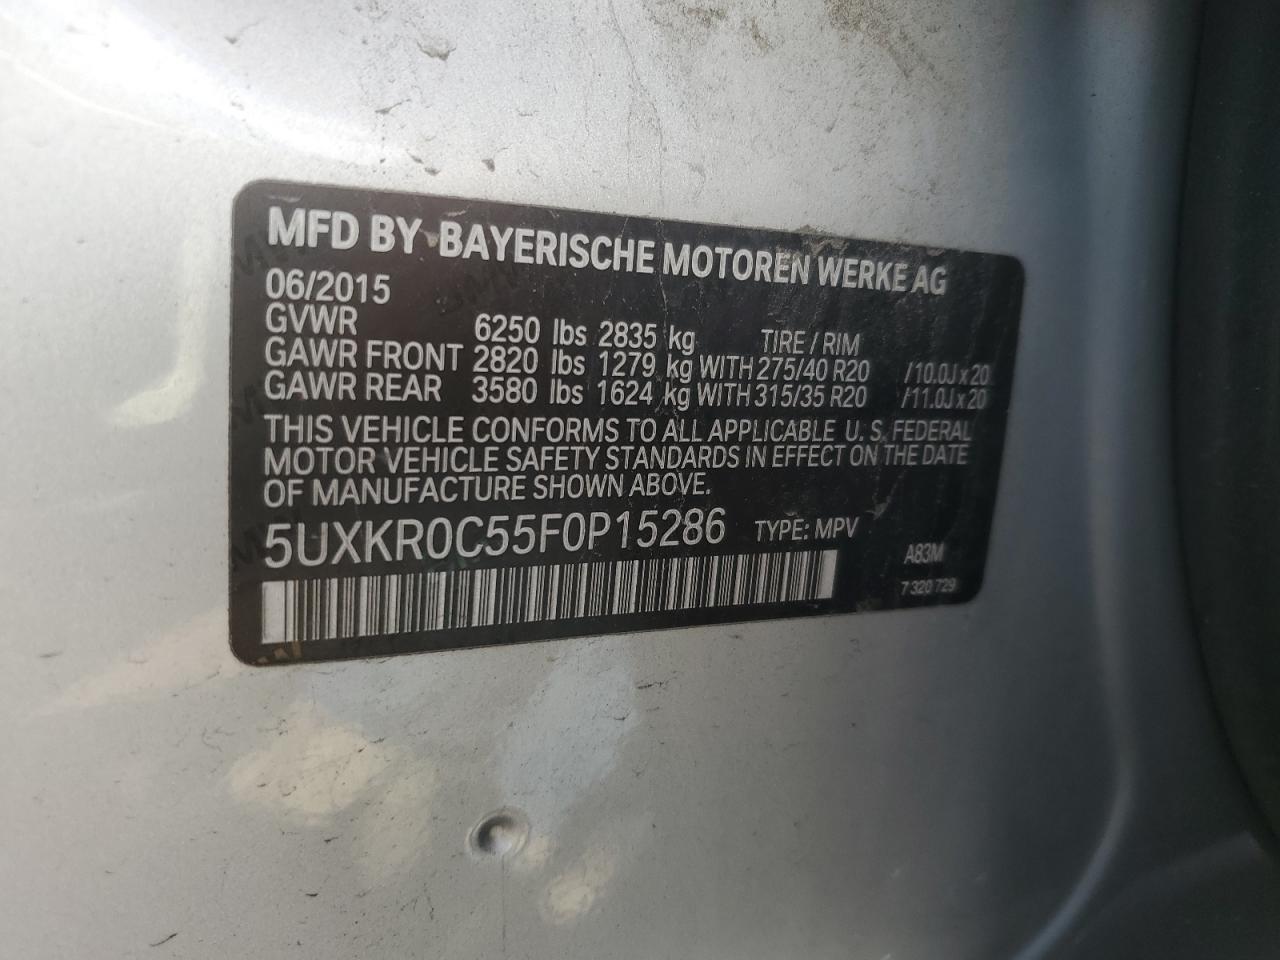 MFD BY BAYERISCHE MOTOREN WERKE AG
06/2015
GVWR 6250 lbs 2835 kg TIRE / RIM
GAWR FRONT 2820 lbs 1279 kg WITH 275/40 R20 /10.0J x 20
GAWR REAR 3580 lbs 1624 kg WITH 315/35 R20 /11.0J x 20
THIS VEHICLE CONFORMS TO ALL APPLICABLE U. S. FEDERAL
MOTOR VEHICLE SAFETY STANDARDS IN EFFECT ON THE DATE
OF MANUFACTURE SHOWN ABOVE.
5UXKR0C55F0P15286 TYPE: MPV
A83M
7 320 729